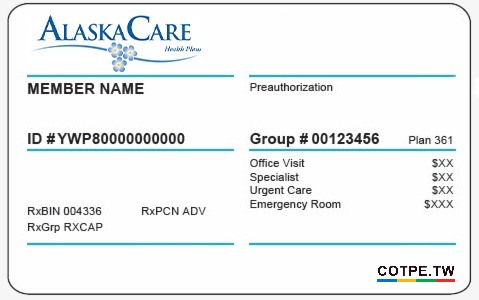 ALASKACARE
Health Plans
MEMBER NAME
Preauthorization
ID # YWP80000000000
Group # 00123456 Plan 361
Office Visit $XX
Specialist $XX
Urgent Care $XX
Emergency Room $XXX
RxBIN 004336 RxPCN ADV
RxGrp RXCAP
COTPE.TW